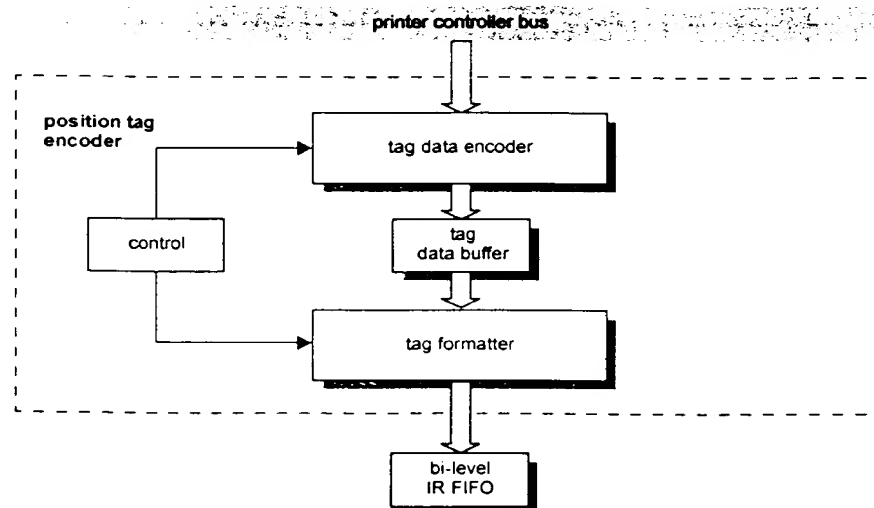 printer controller bus
position tag
encoder
tag data encoder
control
tag
data buffer
tag formatter
bi-level
IR FIFO